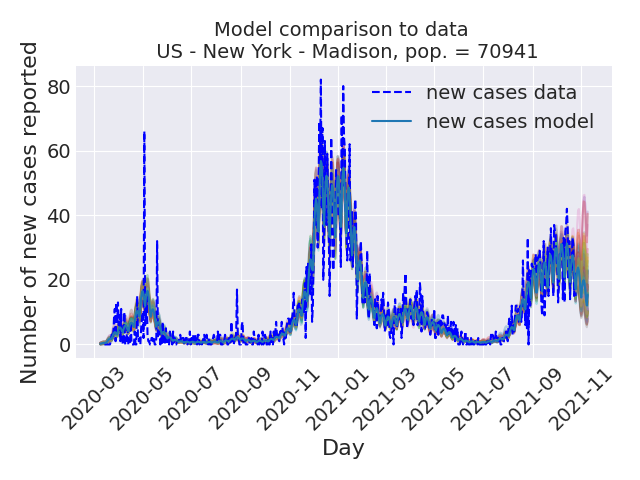 Model comparison to data
US - New York - Madison, pop. = 70941
Number of new cases reported
80
60
40
20
0
new cases data
new cases model
2020-03
2020-05
2020-07
2020-09
2020-11
2021-01
2021-03
2021-05
2021-07
2021-09
2021-11
Day